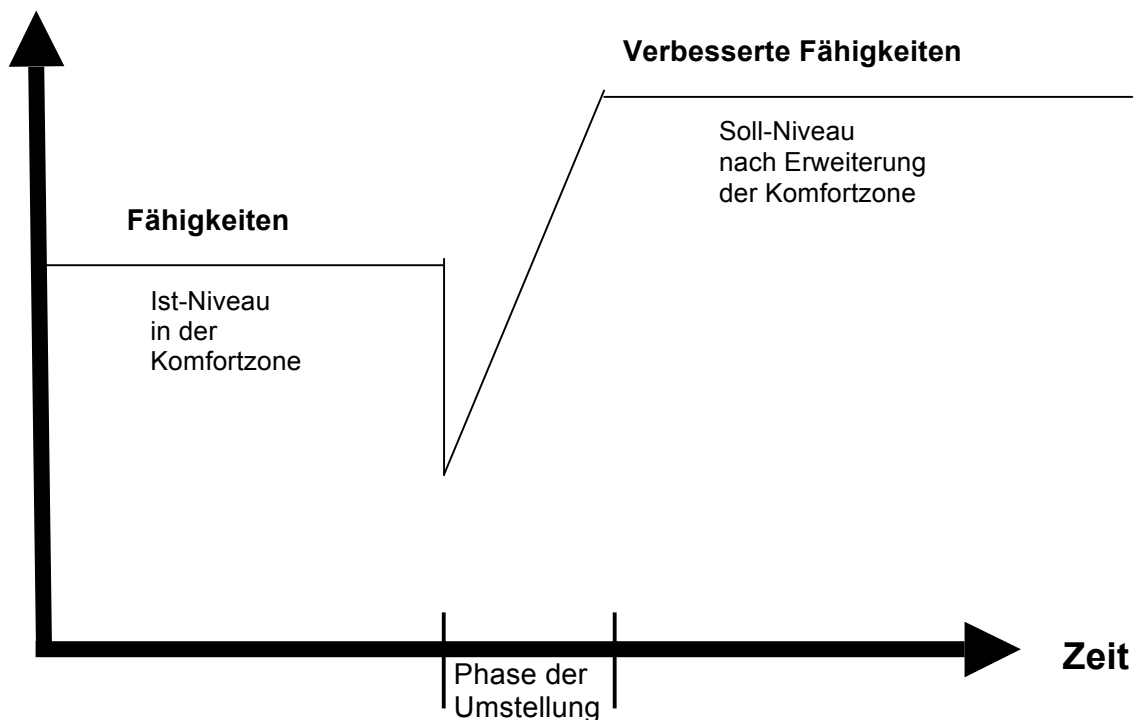 Verbesserte Fähigkeiten
Soll-Niveau
nach Erweiterung
der Komfortzone
Fähigkeiten
Ist-Niveau
in der
Komfortzone
Zeit
Phase der
Umstellung